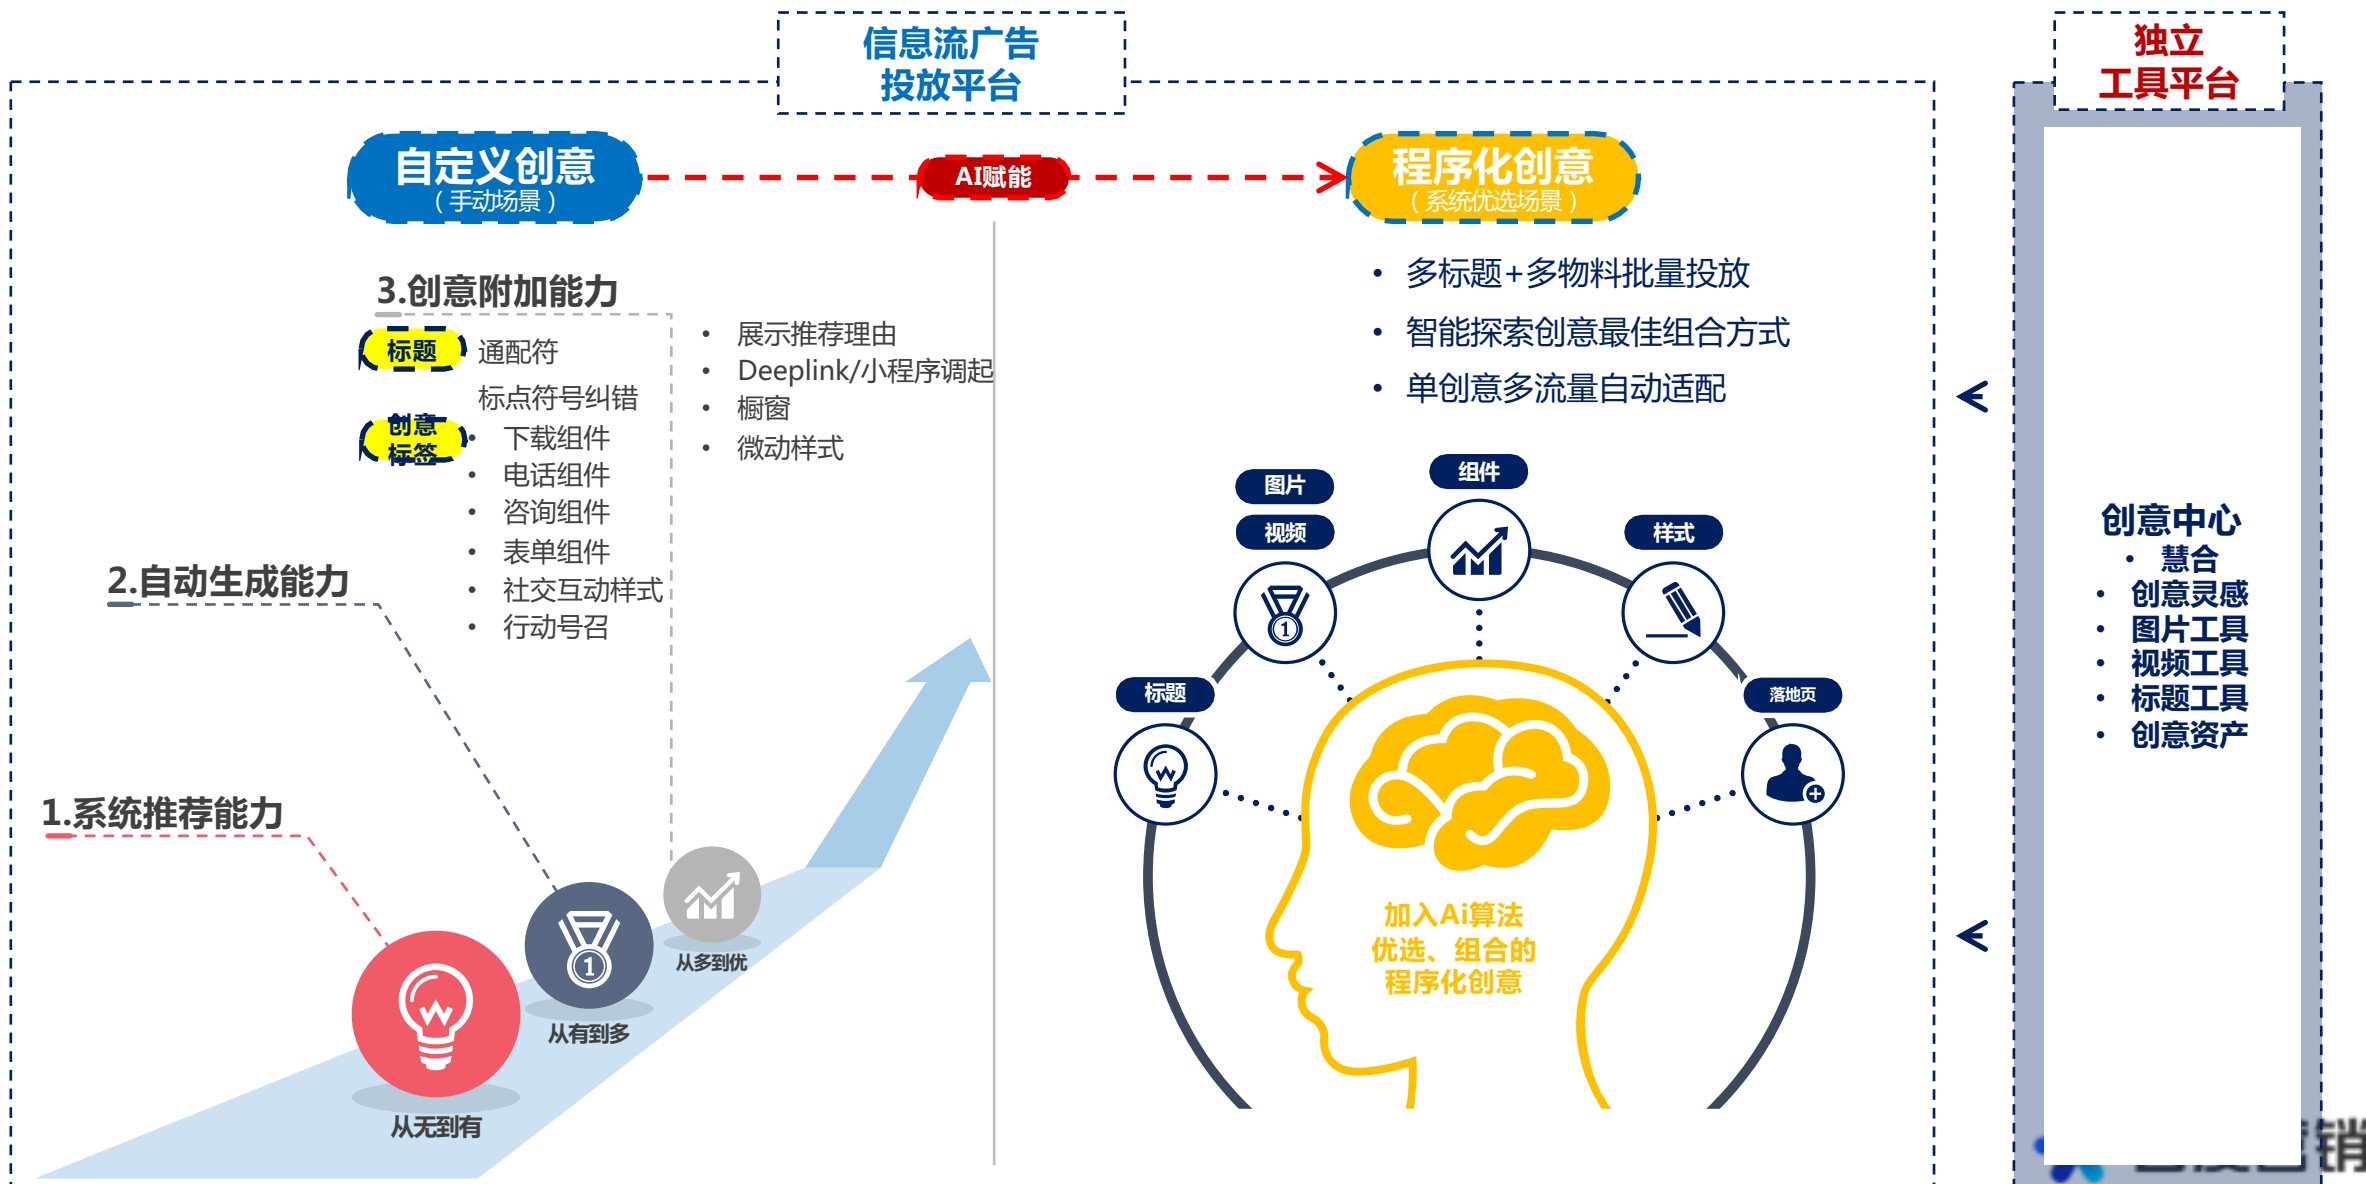 信息流广告
投放平台
独立
工具平台
自定义创意
（手动场景）
AI赋能
程序化创意
（系统优选场景）
3.创意附加能力
标题
通配符
标点符号纠错
创意
标签
• 下载组件
• 电话组件
• 咨询组件
• 表单组件
• 社交互动样式
• 行动号召
• 展示推荐理由
• Deeplink/小程序调起
• 橱窗
• 微动样式
2.自动生成能力
1.系统推荐能力
从多到优
1
从有到多
从无到有
• 多标题+多物料批量投放
• 智能探索创意最佳组合方式
• 单创意多流量自动适配
图片
视频
组件
样式
1
标题
落地页
加入Ai算法
优选、组合的
程序化创意
创意中心
• 慧合
• 创意灵感
• 图片工具
• 视频工具
• 标题工具
• 创意资产
销